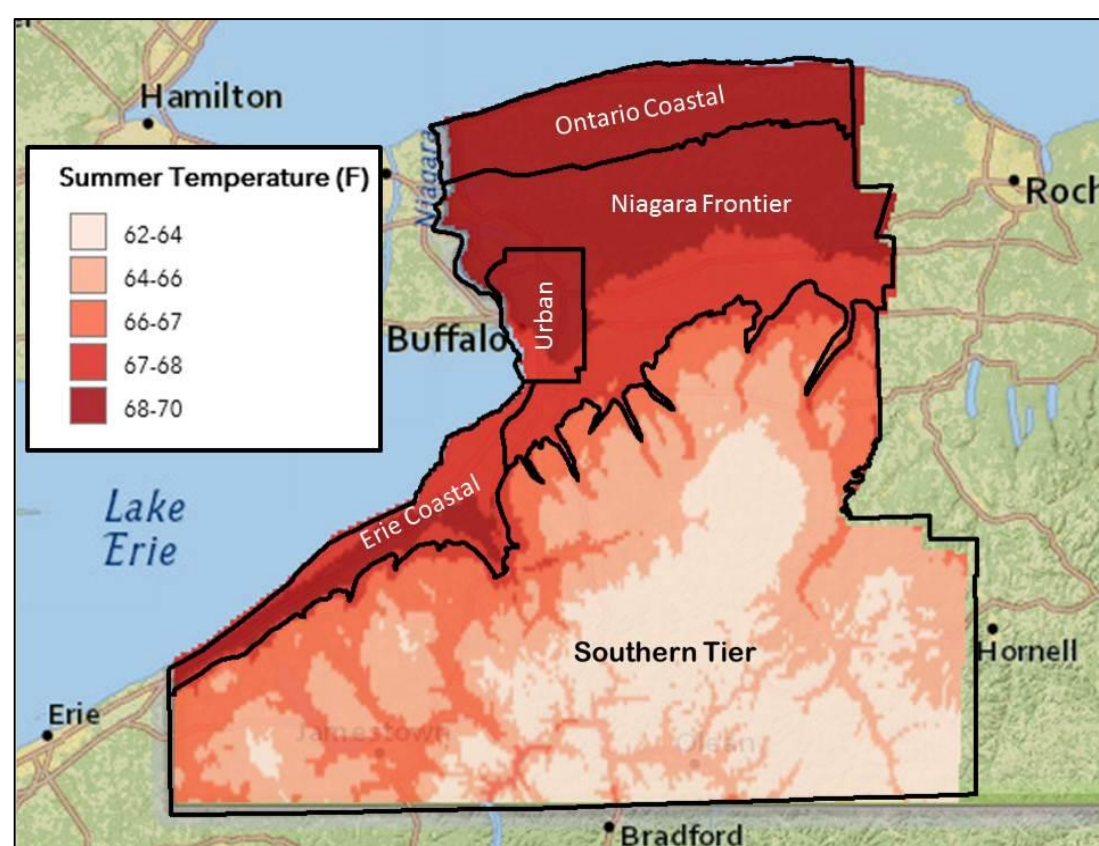 Hamilton
Summer Temperature (F)
62-64
64-66
66-67
67-68
68-70
Niagara
Ontario Coastal
Niagara Frontier
Roch
Urban
Buffalo
Lake
Erie
Erie Coastal
Southern Tier
Hornell
Erie
Jamestown
Olean
Bradford